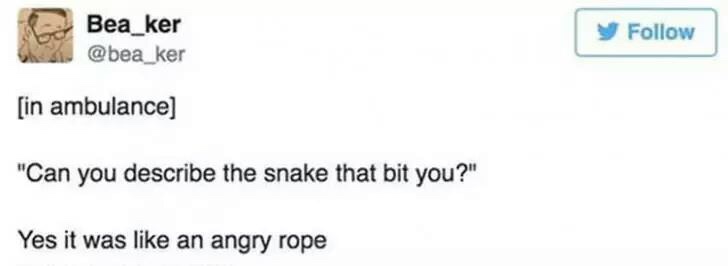 Bea_ker
@bea_ker
Follow
[in ambulance]
"Can you describe the snake that bit you?"
Yes it was like an angry rope